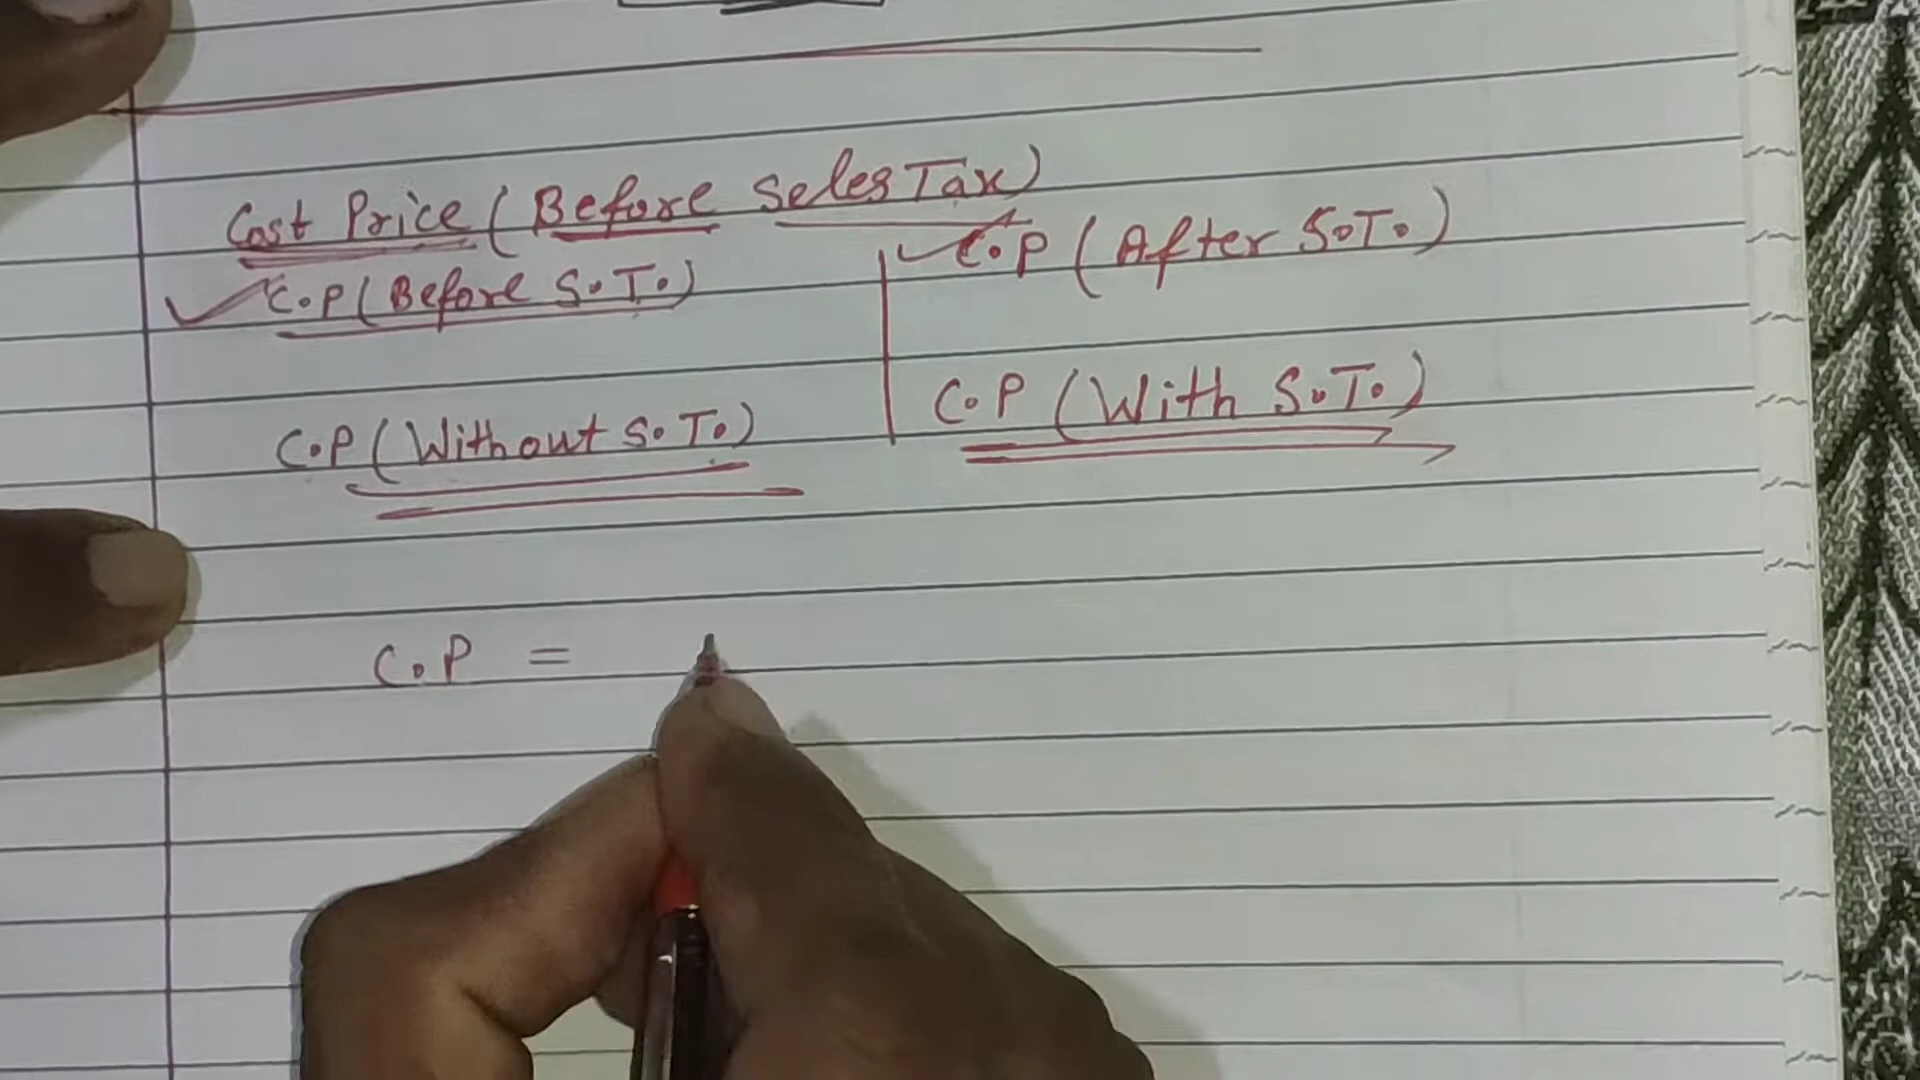 Cost Price (Before Seles Tax)
C.P (Before S.T.)
C.P (After S.T.)
C.P (Without S.T.)
C.P (With S.T.)
C.P =